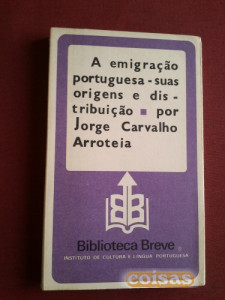 A emigração
portuguesa - suas
origens e dis-
tribuição ▪ por
Jorge Carvalho
Arroteia
Biblioteca Breve
INSTITUTO DE CULTURA E LÍNGUA PORTUGUESA
coisas